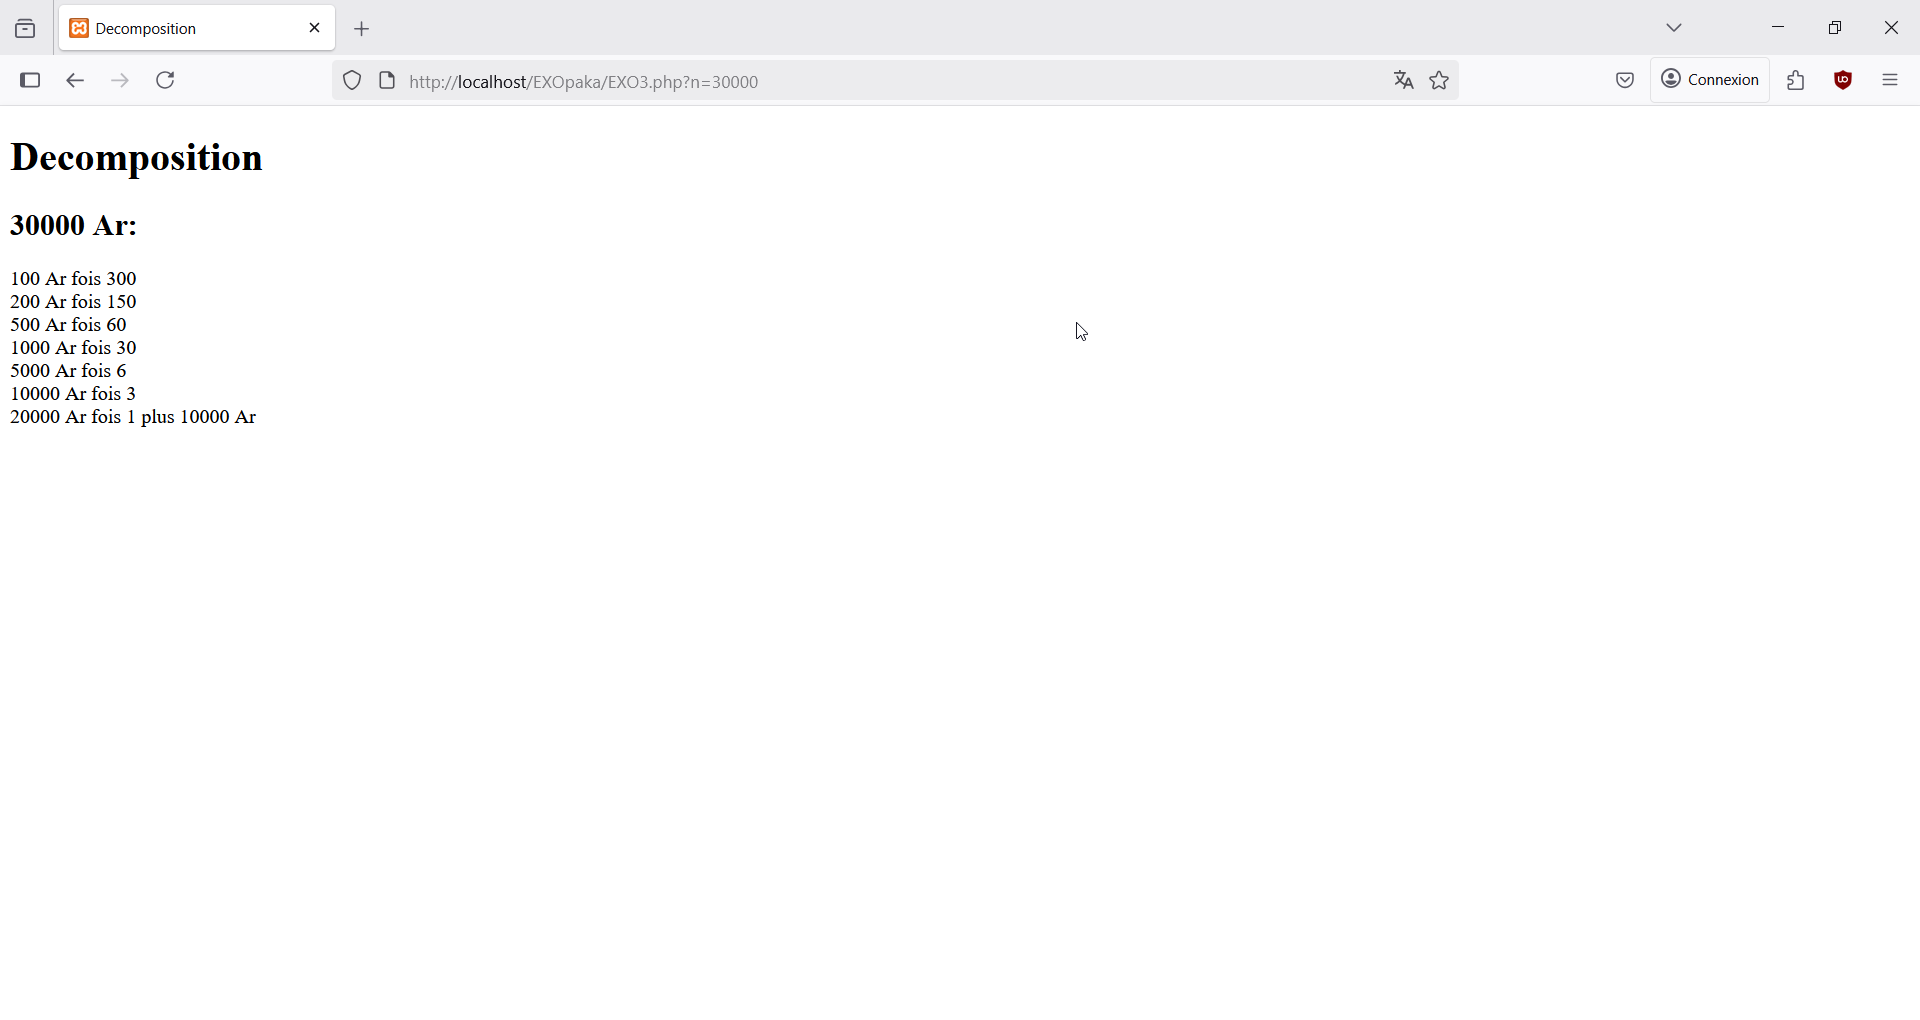 Decomposition
http://localhost/EXOpaka/EXO3.php?n=30000
Connexion
Decomposition
30000 Ar:
100 Ar fois 300
200 Ar fois 150
500 Ar fois 60
1000 Ar fois 30
5000 Ar fois 6
10000 Ar fois 3
20000 Ar fois 1 plus 10000 Ar